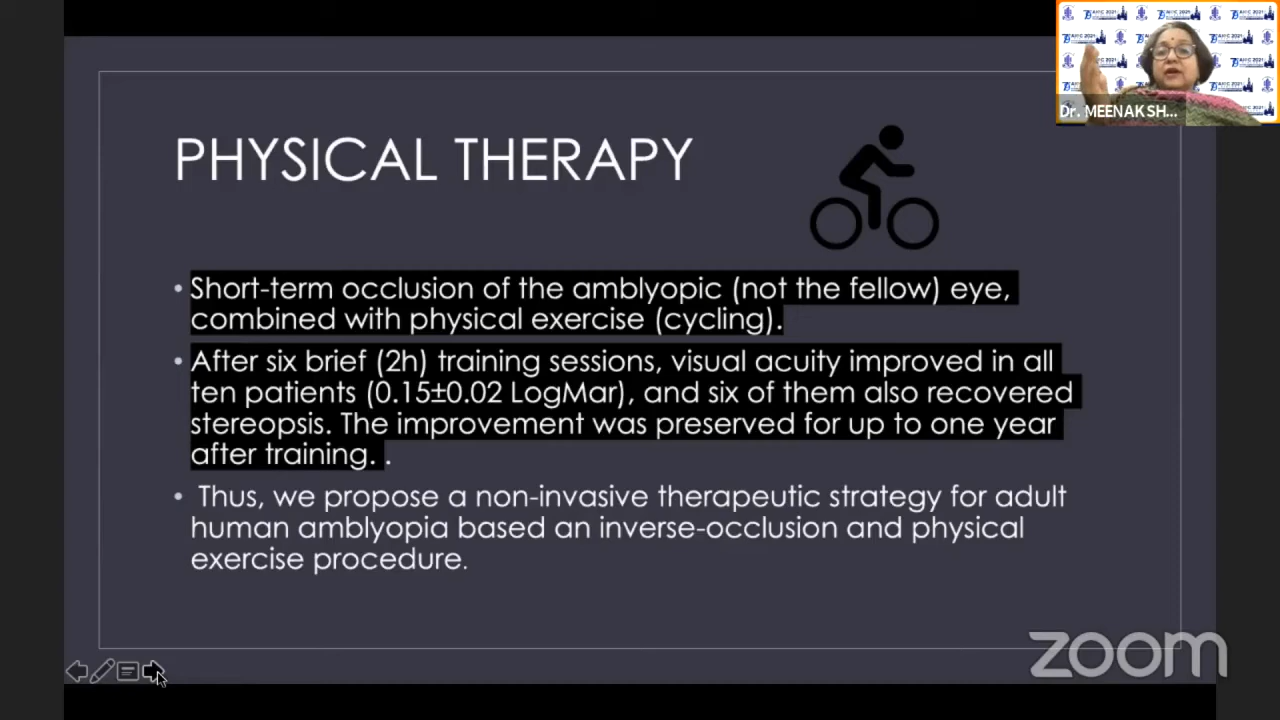 Dr. MEENAKSH...
PHYSICAL THERAPY
• Short-term occlusion of the amblyopic (not the fellow) eye,
combined with physical exercise (cycling).
• After six brief (2h) training sessions, visual acuity improved in all
ten patients (0.15±0.02 LogMar), and six of them also recovered
stereopsis. The improvement was preserved for up to one year
after training. .
• Thus, we propose a non-invasive therapeutic strategy for adult
human amblyopia based an inverse-occlusion and physical
exercise procedure.
zoom